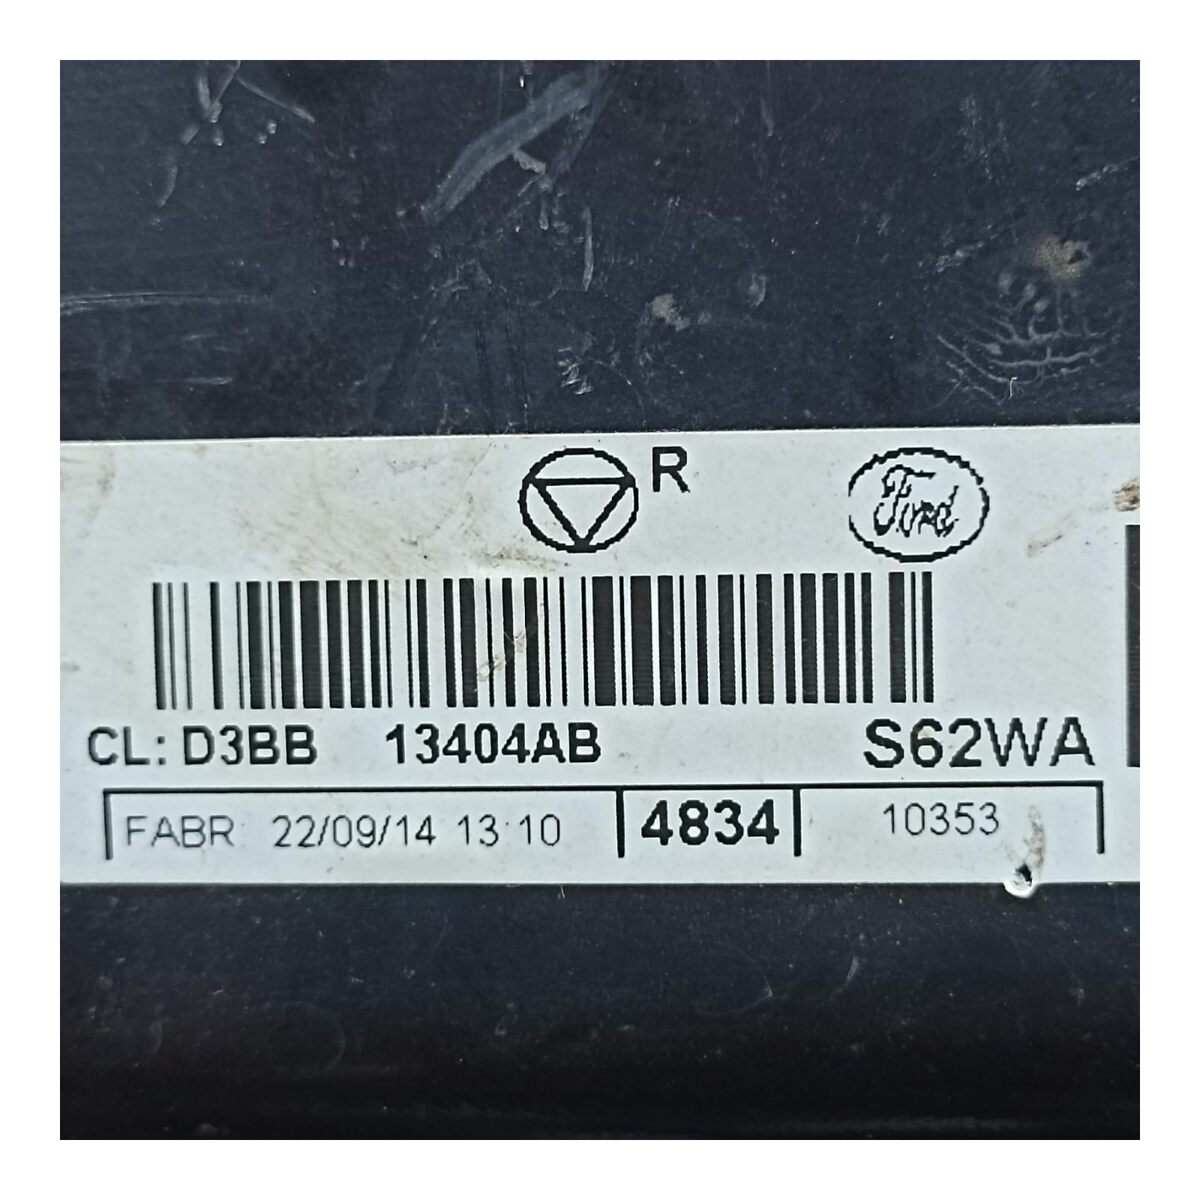 R
Ford
CL: D3BB 13404AB S62WA
FABR: 22/09/14 13:10 4834 10353